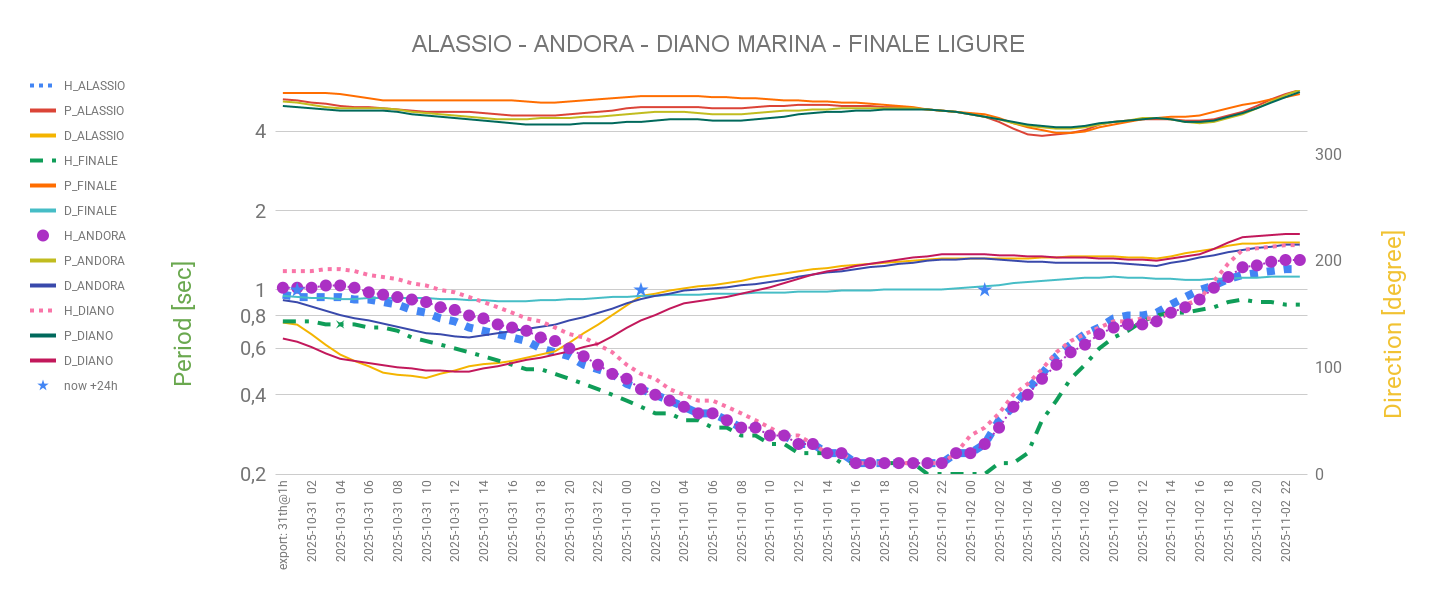 ALASSIO - ANDORA - DIANO MARINA - FINALE LIGURE
H_ALASSIO
P_ALASSIO
D_ALASSIO
H_FINALE
P_FINALE
D_FINALE
H_ANDORA
P_ANDORA
D_ANDORA
H_DIANO
P_DIANO
D_DIANO
now +24h
Period [sec]
4
2
1
0,8
0,6
0,4
0,2
300
200
100
0
Direction [degree]
export: 31th@1h
2025-10-31 02
2025-10-31 04
2025-10-31 06
2025-10-31 08
2025-10-31 10
2025-10-31 12
2025-10-31 14
2025-10-31 16
2025-10-31 18
2025-10-31 20
2025-10-31 22
2025-11-01 00
2025-11-01 02
2025-11-01 04
2025-11-01 06
2025-11-01 08
2025-11-01 10
2025-11-01 12
2025-11-01 14
2025-11-01 16
2025-11-01 18
2025-11-01 20
2025-11-01 22
2025-11-02 00
2025-11-02 02
2025-11-02 04
2025-11-02 06
2025-11-02 08
2025-11-02 10
2025-11-02 12
2025-11-02 14
2025-11-02 16
2025-11-02 18
2025-11-02 20
2025-11-02 22